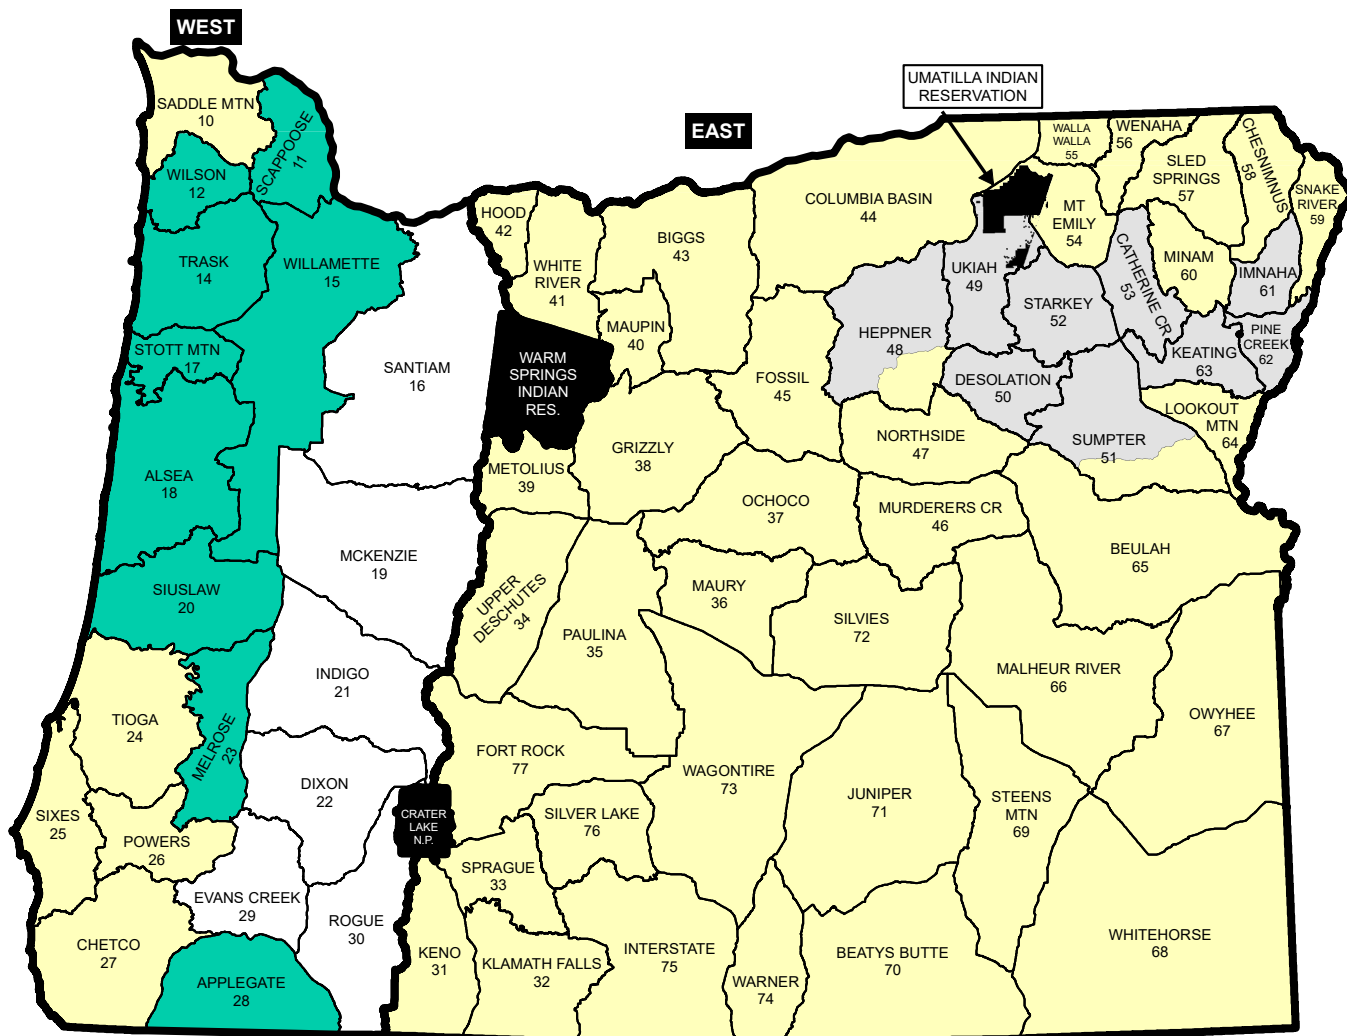 WEST
EAST
UMATILLA INDIAN
RESERVATION
SADDLE MTN
10
SCAPPOOSE
11
WILSON
12
TRASK
14
WILLAMETTE
15
SANTIAM
16
STOTT MTN
17
ALSEA
18
MCKENZIE
19
SIUSLAW
20
INDIGO
21
DIXON
22
MELROSE
23
TIOGA
24
SIXES
25
POWERS
26
CHETCO
27
APPLEGATE
28
EVANS CREEK
29
ROGUE
30
CRATER
LAKE
N.P.
KENO
31
KLAMATH FALLS
32
SPRAGUE
33
UPPER
DESCHUTES
34
PAULINA
35
MAURY
36
OCHOCO
37
GRIZZLY
38
METOLIUS
39
WARM
SPRINGS
INDIAN
RES.
MAUPIN
40
WHITE
RIVER
41
HOOD
42
BIGGS
43
COLUMBIA BASIN
44
FOSSIL
45
MURDERERS CR
46
NORTHSIDE
47
HEPPNER
48
UKIAH
49
DESOLATION
50
SUMPTER
51
STARKEY
52
CATHERINE CR
53
MT
EMILY
54
WALLA
WALLA
55
WENAHA
56
SLED
SPRINGS
57
CHESNIMNUS
58
SNAKE
RIVER
59
MINAM
60
IMNAHA
61
PINE
CREEK
62
KEATING
63
LOOKOUT
MTN
64
BEULAH
65
MALHEUR RIVER
66
OWYHEE
67
WHITEHORSE
68
STEENS
MTN
69
BEATYS BUTTE
70
JUNIPER
71
SILVIES
72
WAGONTIRE
73
WARNER
74
INTERSTATE
75
SILVER LAKE
76
FORT ROCK
77